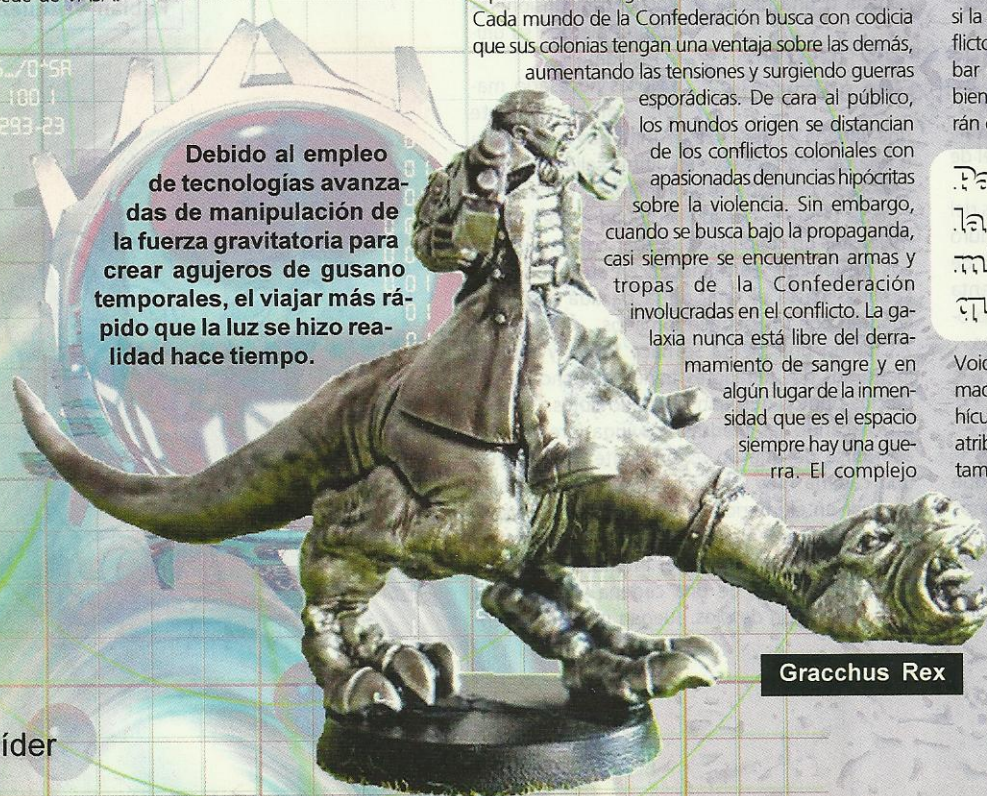 Debido al empleo
de tecnologías avanza-
das de manipulación de
la fuerza gravitatoria para
crear agujeros de gusano
temporales, el viajar más rá-
pido que la luz se hizo rea-
lidad hace tiempo.
Cada mundo de la Confederación busca con codicia
que sus colonias tengan una ventaja sobre las demás,
aumentando las tensiones y surgiendo guerras
esporádicas. De cara al público,
los mundos origen se distancian
de los conflictos coloniales con
apasionadas denuncias hipócritas
sobre la violencia. Sin embargo,
cuando se busca bajo la propaganda,
casi siempre se encuentran armas y
tropas de la Confederación
involucradas en el conflicto. La ga-
laxia nunca está libre del derra-
mamiento de sangre y en
algún lugar de la inmen-
sidad que es el espacio
siempre hay una gue-
rra. El complejo
si la
flicto
bar
bien
rán
Pa
la
Void
mad
hícu
atrib
tam
Gracchus Rex
íder